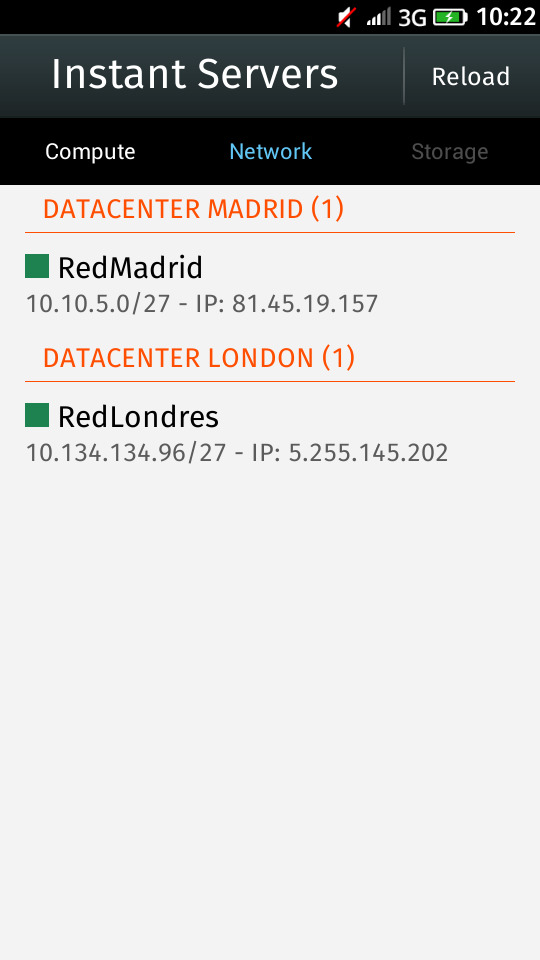 3G 10:22
Instant Servers Reload
Compute Network Storage
DATACENTER MADRID (1)
RedMadrid
10.10.5.0/27 - IP: 81.45.19.157
DATACENTER LONDON (1)
RedLondres
10.134.134.96/27 - IP: 5.255.145.202